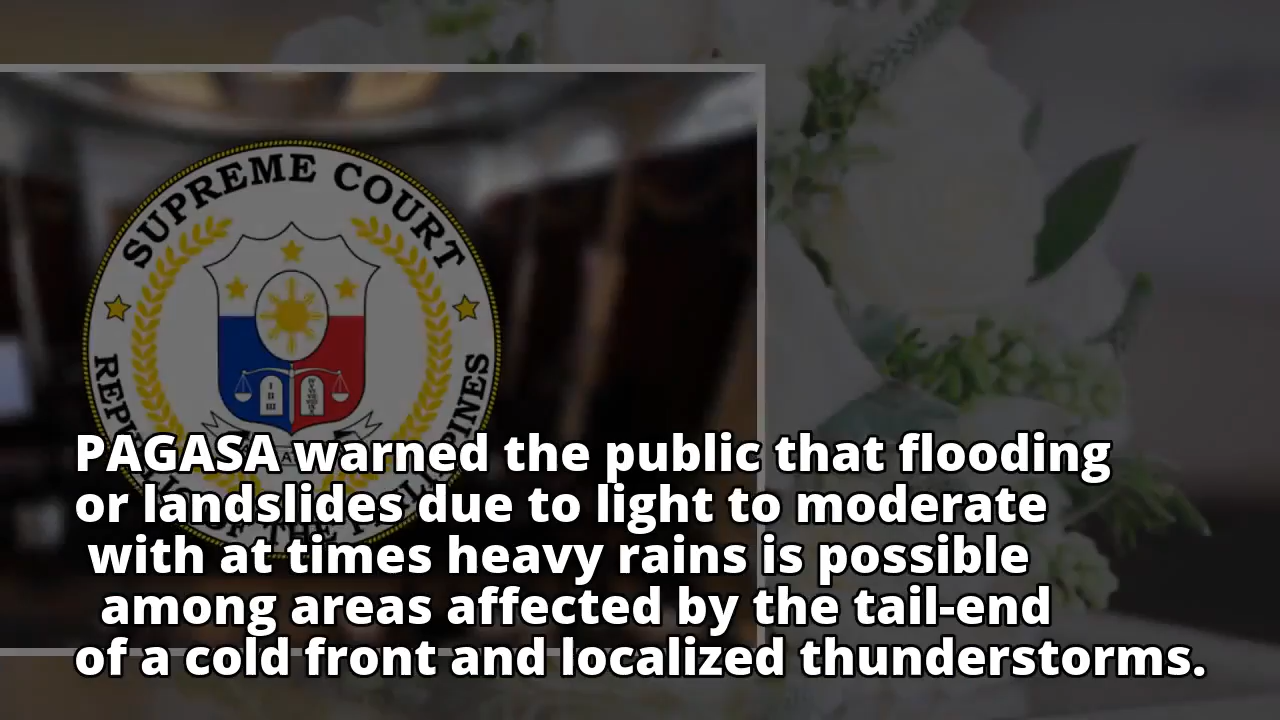 SUPREME COURT
PAGASA warned the public that flooding
or landslides due to light to moderate
with at times heavy rains is possible
among areas affected by the tail-end
of a cold front and localized thunderstorms.